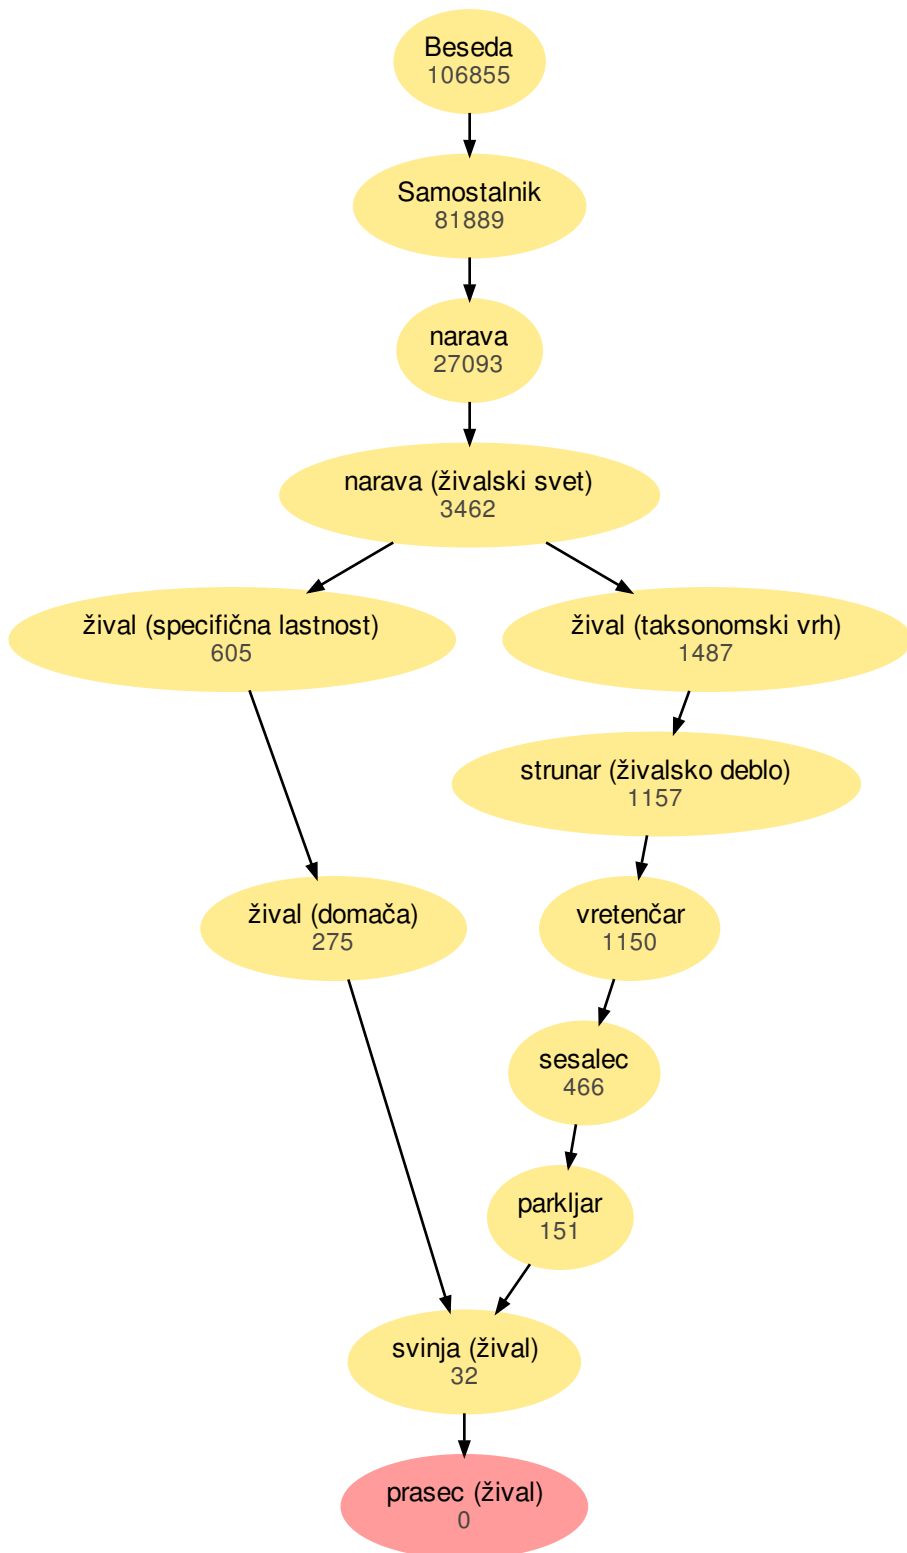 Beseda
106855
Samostalnik
81889
narava
27093
narava (živalski svet)
3462
žival (specifična lastnost)
605
žival (taksonomski vrh)
1487
strunar (živalsko deblo)
1157
žival (domača)
275
vretenčar
1150
sesalec
466
parkljar
151
svinja (žival)
32
prasec (žival)
0